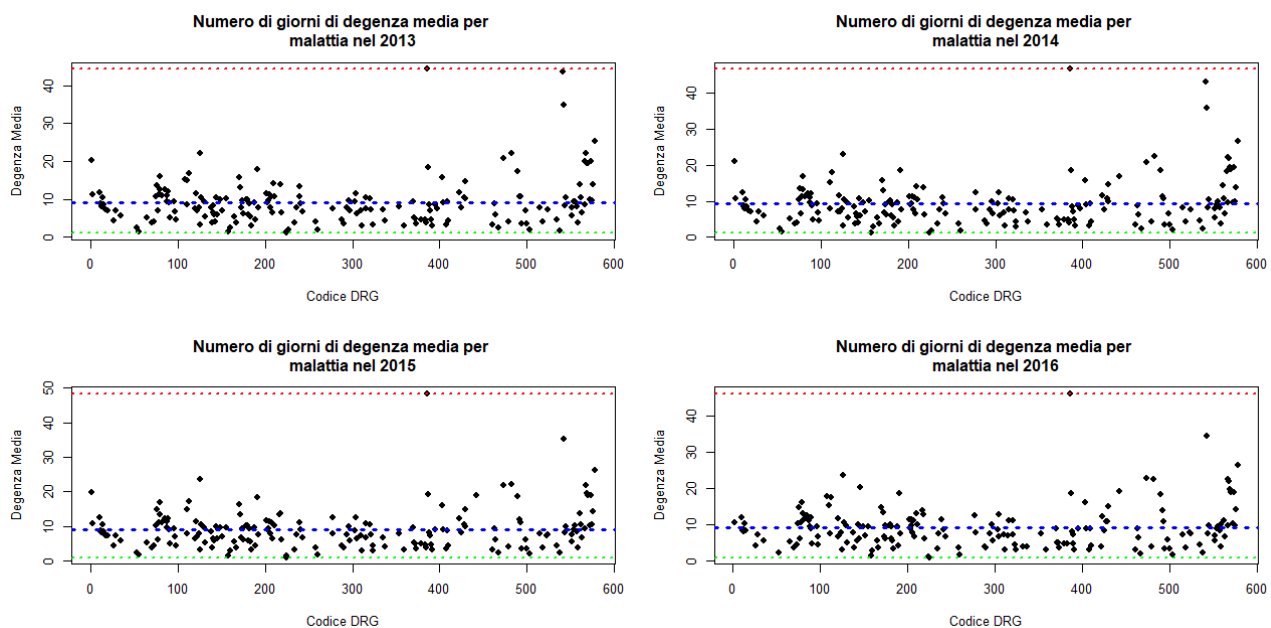 Numero di giorni di degenza media per
malattia nel 2013
Degenza Media
0 10 20 30 40
0 100 200 300 400 500 600
Codice DRG
Numero di giorni di degenza media per
malattia nel 2014
Degenza Media
0 10 20 30 40
0 100 200 300 400 500 600
Codice DRG
Numero di giorni di degenza media per
malattia nel 2015
Degenza Media
0 10 20 30 40 50
0 100 200 300 400 500 600
Codice DRG
Numero di giorni di degenza media per
malattia nel 2016
Degenza Media
0 10 20 30 40
0 100 200 300 400 500 600
Codice DRG